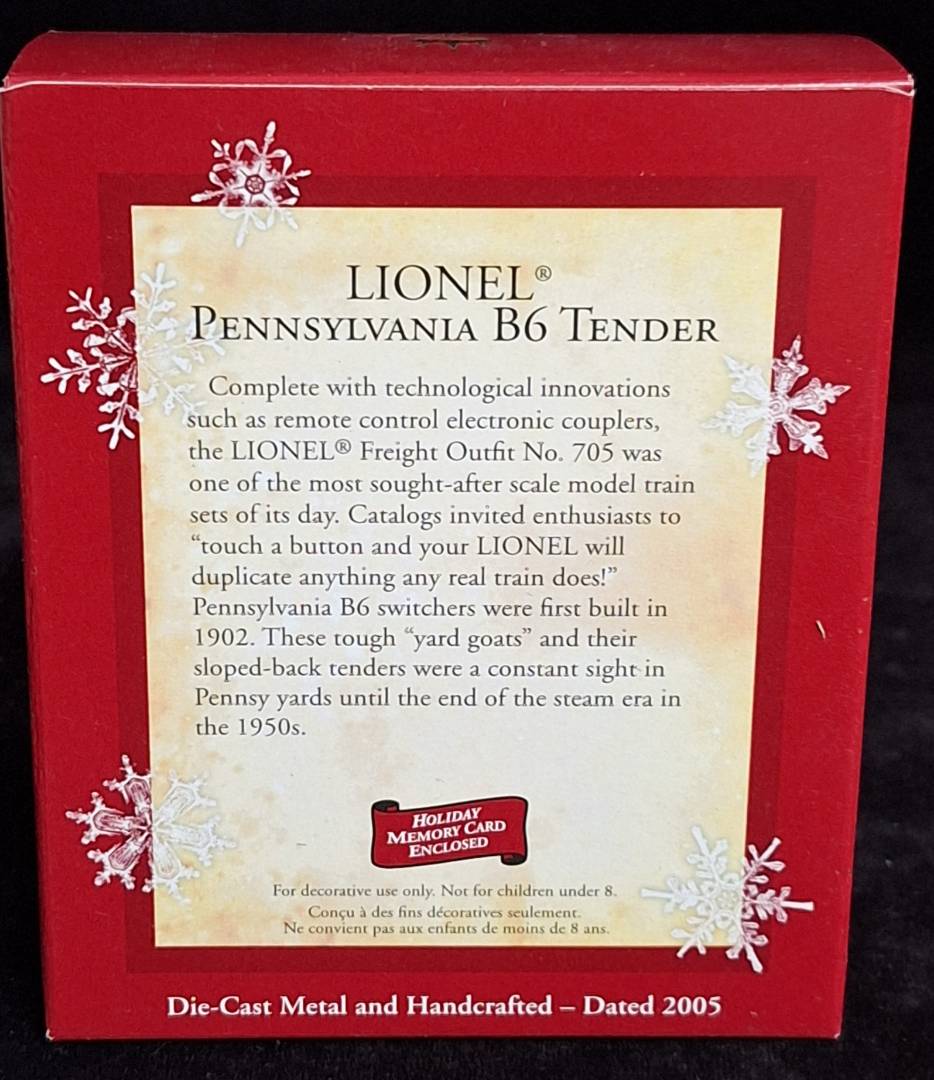 LIONEL®
PENNSYLVANIA B6 TENDER
Complete with technological innovations
such as remote control electronic couplers,
the LIONEL® Freight Outfit No. 705 was
one of the most sought-after scale model train
sets of its day. Catalogs invited enthusiasts to
“touch a button and your LIONEL will
duplicate anything any real train does!”
Pennsylvania B6 switchers were first built in
1902. These tough “yard goats” and their
sloped-back tenders were a constant sight in
Pennsy yards until the end of the steam era in
the 1950s.
HOLIDAY
MEMORY CARD
ENCLOSED
For decorative use only. Not for children under 8.
Conçu à des fins décoratives seulement.
Ne convient pas aux enfants de moins de 8 ans.
Die-Cast Metal and Handcrafted – Dated 2005